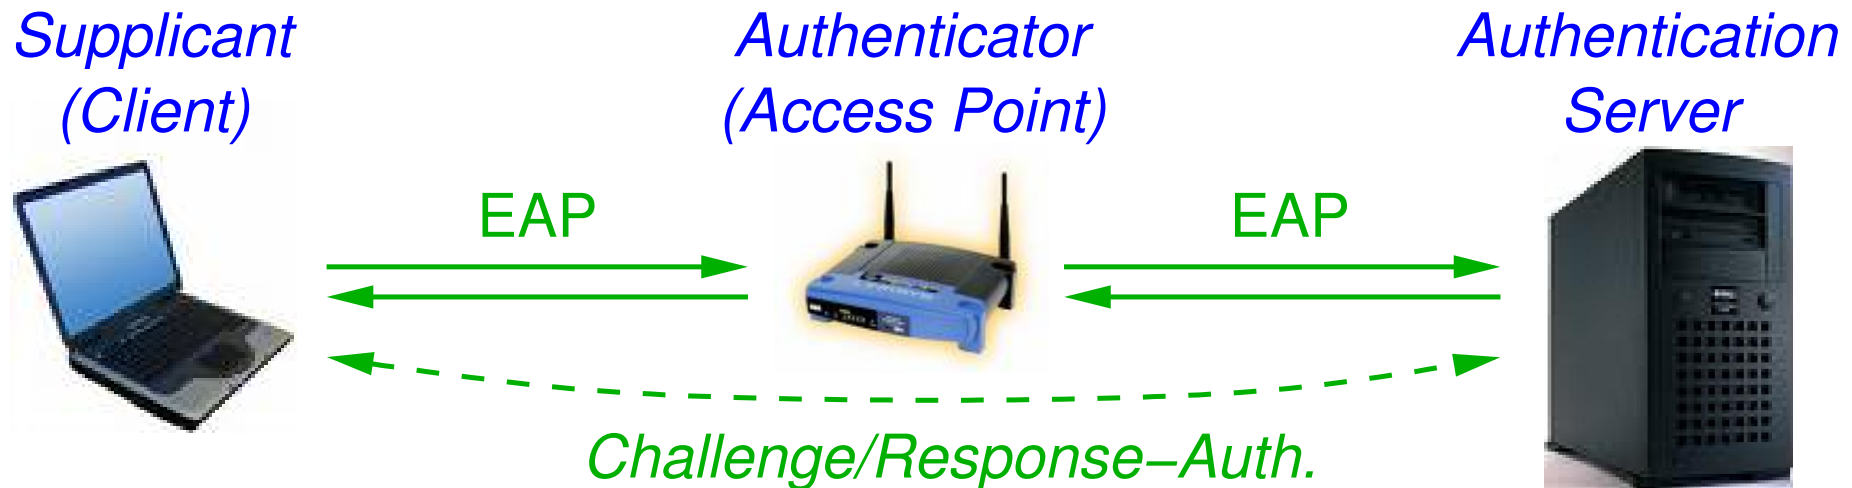 Supplicant
(Client)
Authenticator
(Access Point)
Authentication
Server
EAP
EAP
Challenge/Response–Auth.